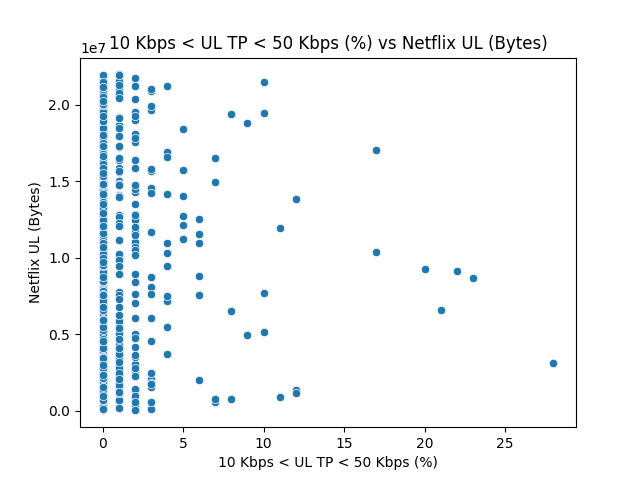 10 Kbps < UL TP < 50 Kbps (%) vs Netflix UL (Bytes)
1e7
2.0
1.5
1.0
0.5
0.0
Netflix UL (Bytes)
0 5 10 15 20 25
10 Kbps < UL TP < 50 Kbps (%)